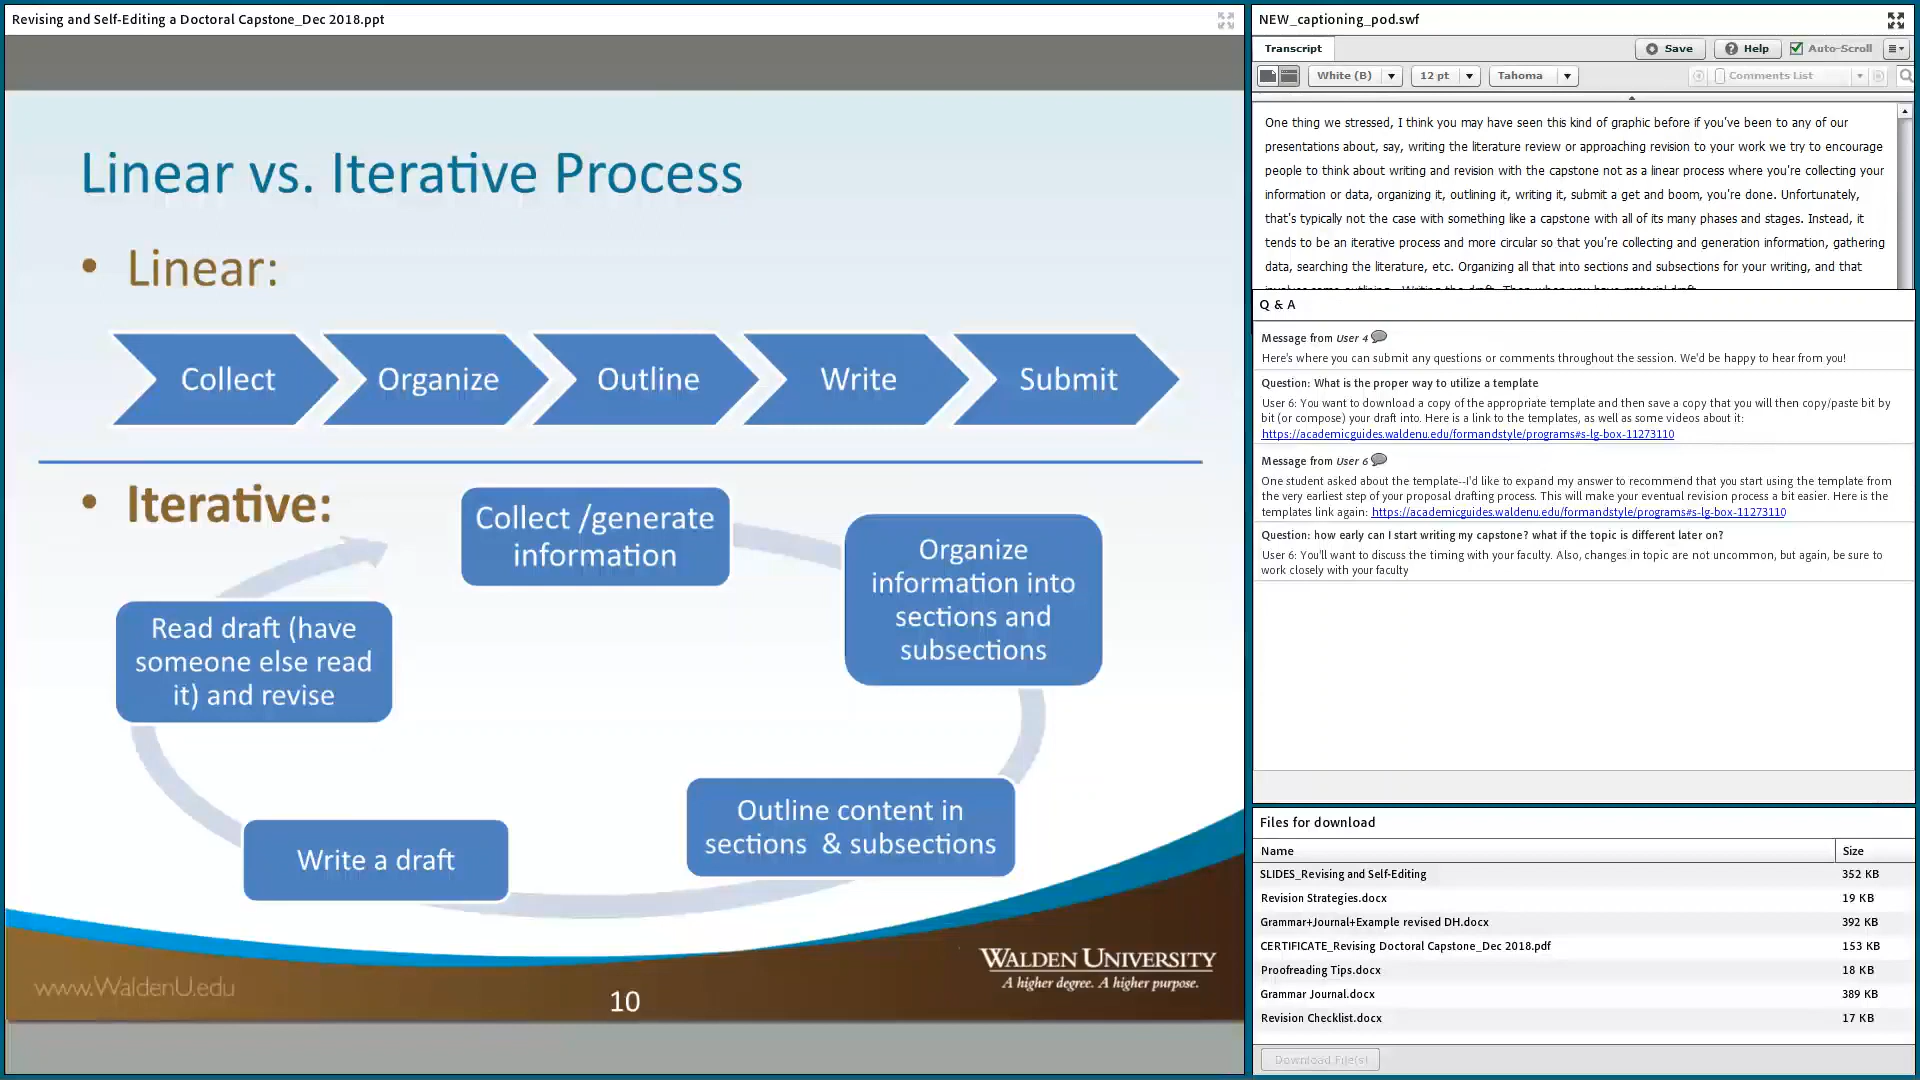 Revising and Self-Editing a Doctoral Capstone_Dec 2018.ppt
Linear vs. Iterative Process
• Linear:
Collect
Organize
Outline
Write
Submit
• Iterative:
Collect /generate
information
Organize
information into
sections and
subsections
Outline content in
sections & subsections
Write a draft
Read draft (have
someone else read
it) and revise
www.WaldenU.edu
10
WALDEN UNIVERSITY
A higher degree. A higher purpose.
NEW_captioning_pod.swf
Transcript
Save
Help
Auto-Scroll
White (B)
12 pt
Tahoma
Comments List
One thing we stressed, I think you may have seen this kind of graphic before if you've been to any of our
presentations about, say, writing the literature review or approaching revision to your work we try to encourage
people to think about writing and revision with the capstone not as a linear process where you're collecting your
information or data, organizing it, outlining it, writing it, submit a get and boom, you're done. Unfortunately,
that's typically not the case with something like a capstone with all of its many phases and stages. Instead, it
tends to be an iterative process and more circular so that you're collecting and generation information, gathering
data, searching the literature, etc. Organizing all that into sections and subsections for your writing, and that
Q & A
Message from User 4
Here's where you can submit any questions or comments throughout the session. We'd be happy to hear from you!
Question: What is the proper way to utilize a template
User 6: You want to download a copy of the appropriate template and then save a copy that you will then copy/paste bit by
bit (or compose) your draft into. Here is a link to the templates, as well as some videos about it:
https://academicguides.waldenu.edu/formandstyle/programs#s-lg-box-11273110
Message from User 6
One student asked about the template--I'd like to expand my answer to recommend that you start using the template from
the very earliest step of your proposal drafting process. This will make your eventual revision process a bit easier. Here is the
templates link again: https://academicguides.waldenu.edu/formandstyle/programs#s-lg-box-11273110
Question: how early can I start writing my capstone? what if the topic is different later on?
User 6: You'll want to discuss the timing with your faculty. Also, changes in topic are not uncommon, but again, be sure to
work closely with your faculty
Files for download
Name Size
SLIDES_Revising and Self-Editing 352 KB
Revision Strategies.docx 19 KB
Grammar+Journal+Example revised DH.docx 392 KB
CERTIFICATE_Revising Doctoral Capstone_Dec 2018.pdf 153 KB
Proofreading Tips.docx 18 KB
Grammar Journal.docx 389 KB
Revision Checklist.docx 17 KB
Download File(s)